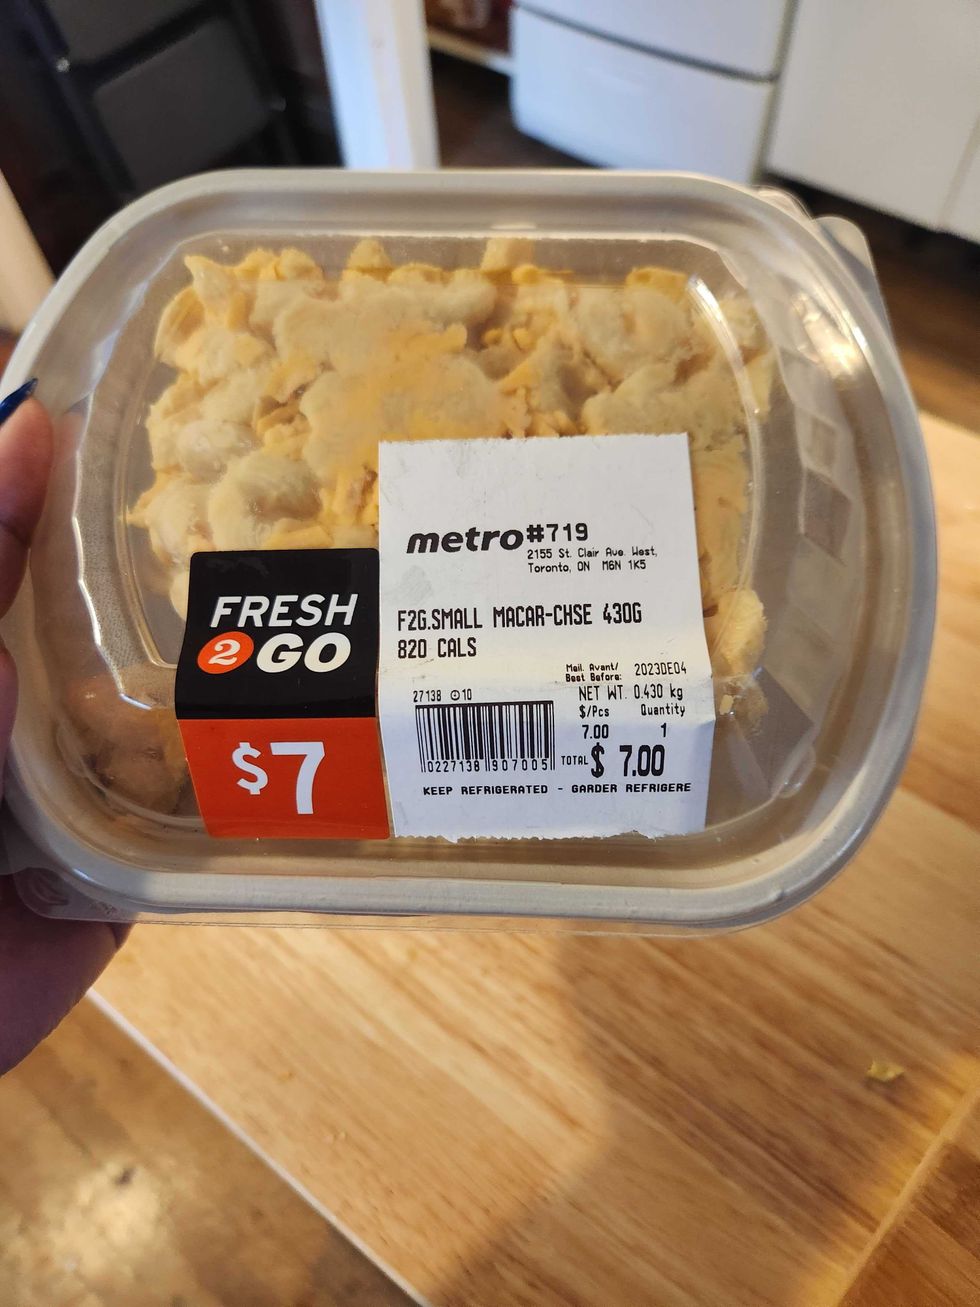 metro#719
2155 St. Clair Ave. West,
Toronto, ON M6N 1K5
F2G.SMALL MACAR-CHSE 430G
820 CALS
Meil. Avant/
Best Before: 2023DE04
27138 10
NET WT. 0.430 kg
$/Pcs Quantity
7.00 1
TOTAL $ 7.00
0227138 907005
KEEP REFRIGERATED - GARDER REFRIGERE
FRESH
2 GO
$7